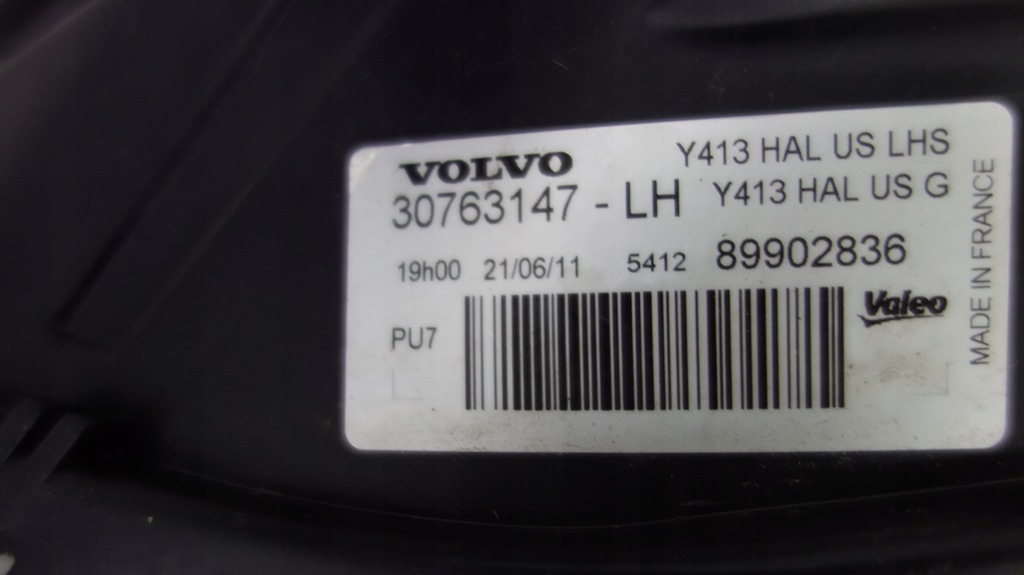 VOLVO
Y413 HAL US LHS
30763147 - LH
Y413 HAL US G
19h00 21/06/11 5412 89902836
PU7
Valeo
MADE IN FRANCE